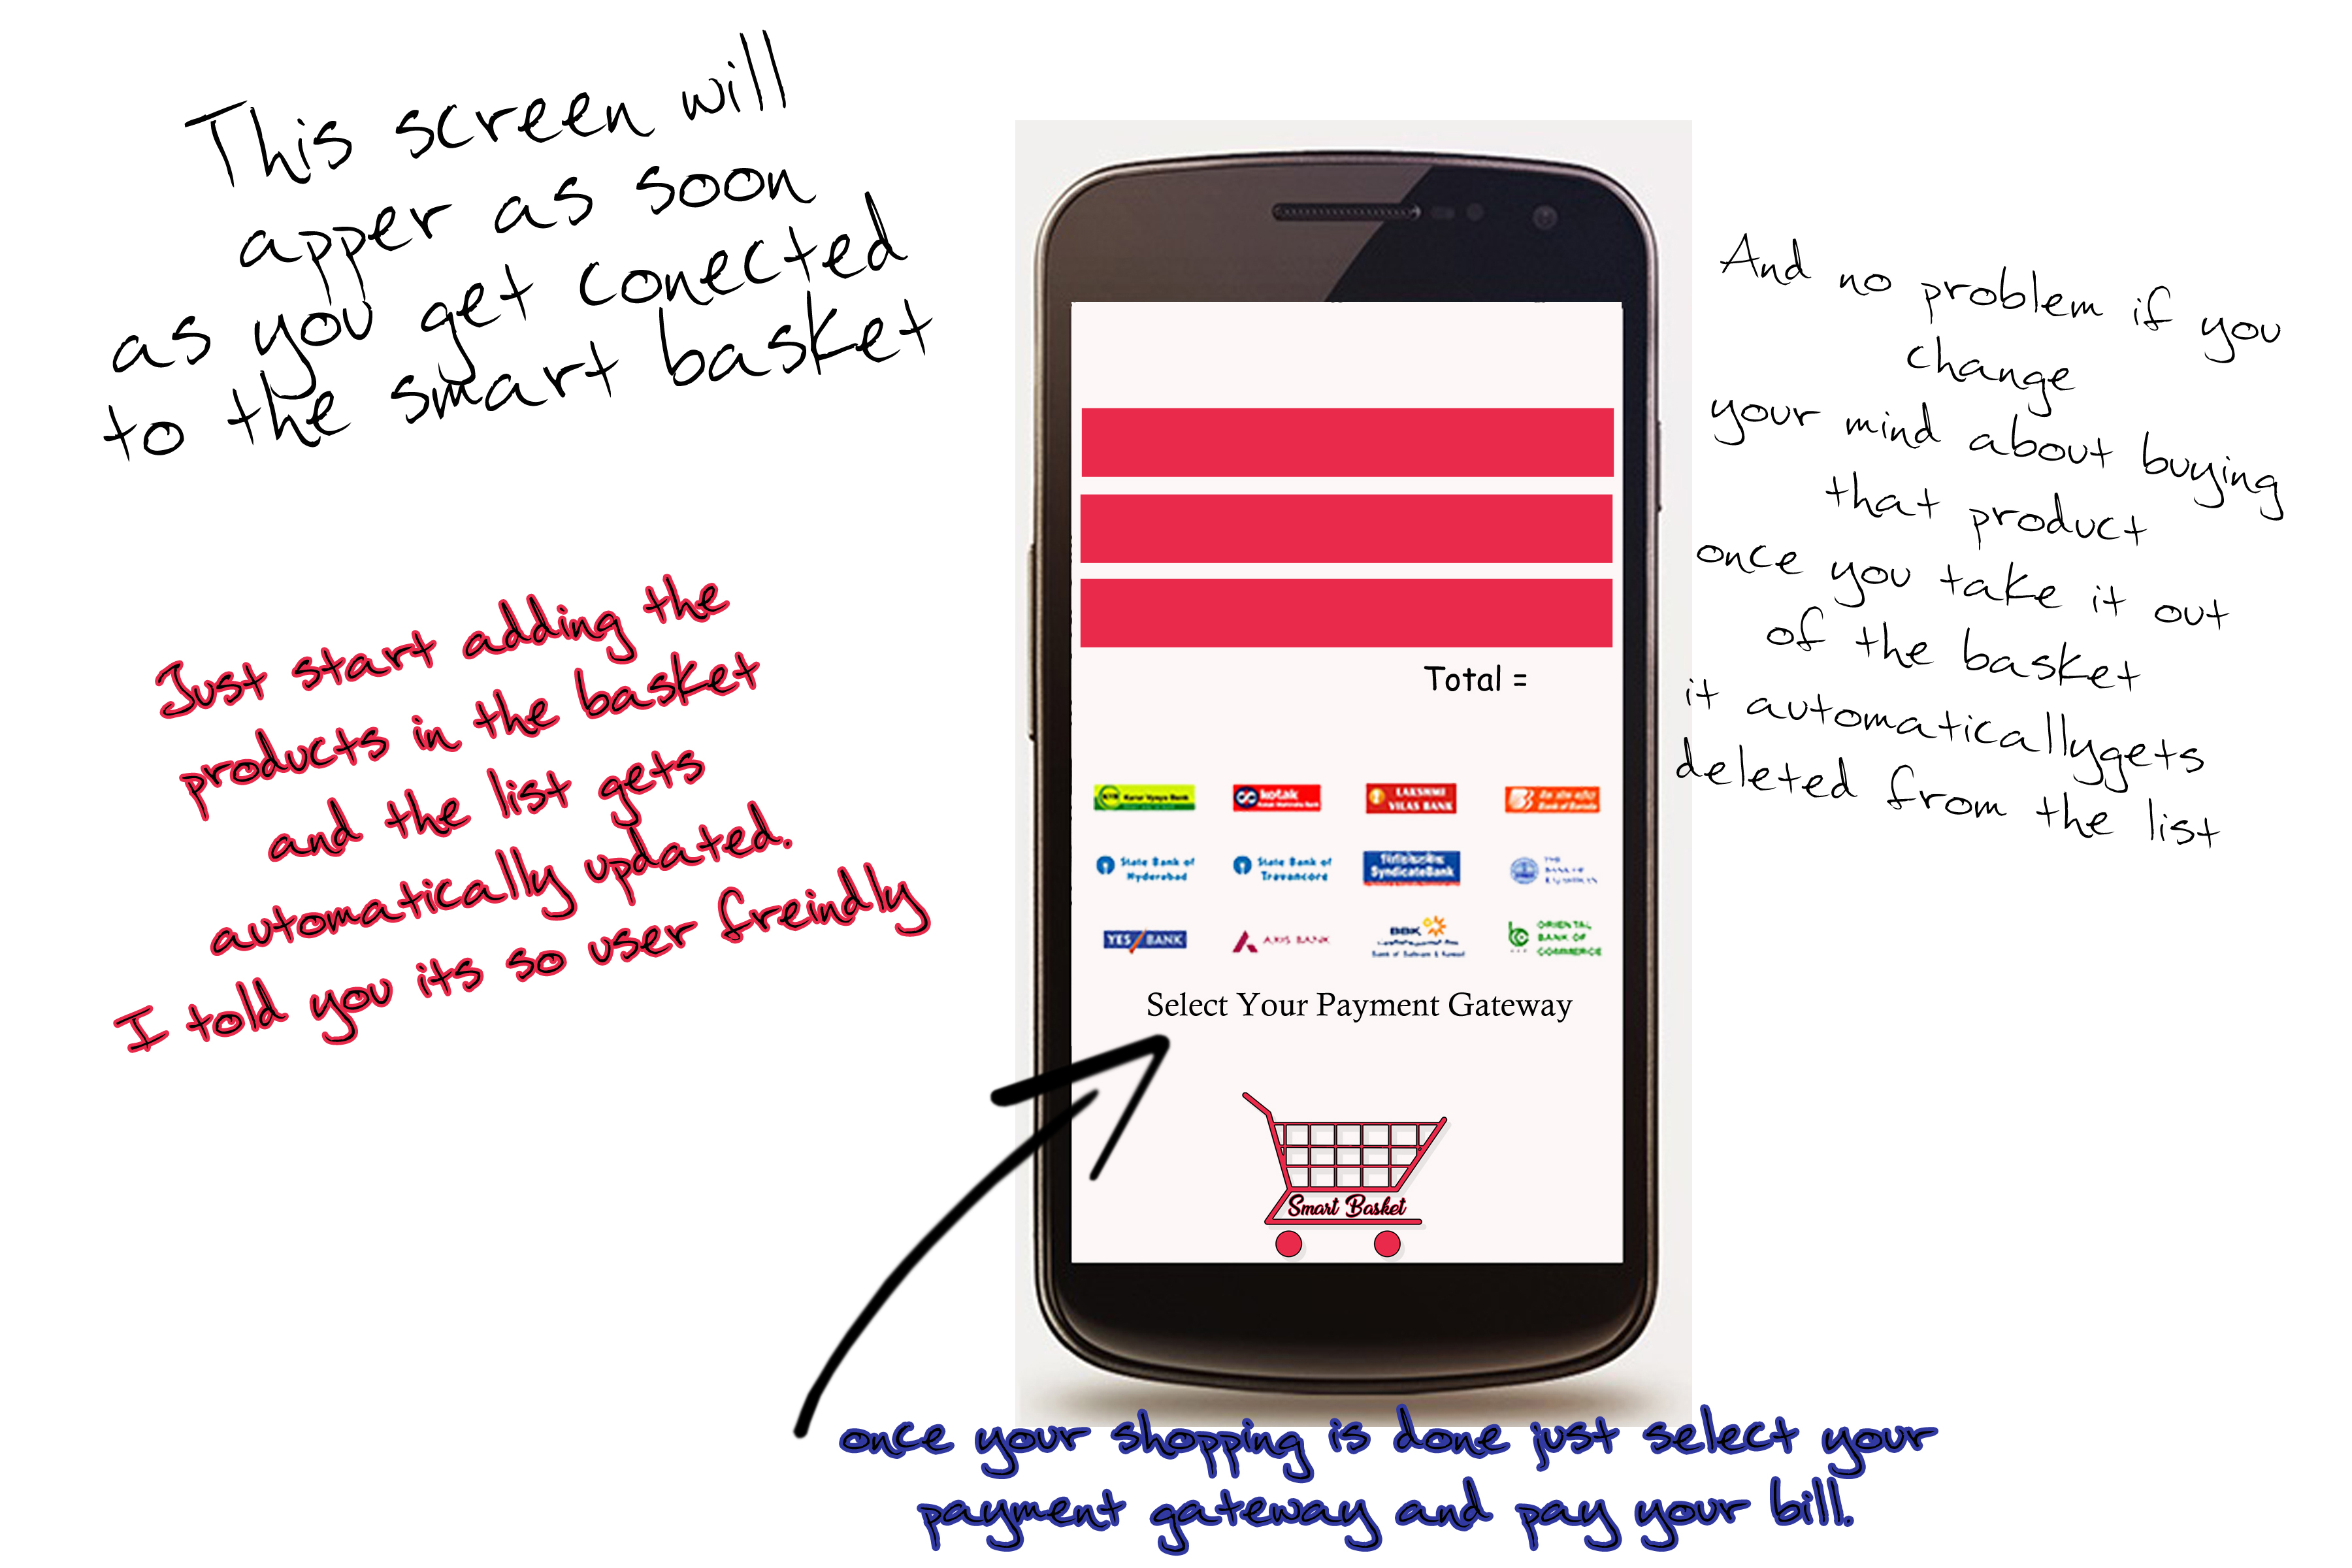 This screen will
apper as soon
as you get conected
to the smart basket
Just start adding the
products in the basket
and the list gets
automatically updated.
I told you its so user freindly
And no problem if you
change
your mind about buying
that product
once you take it out
of the basket
it automaticallygets
deleted from the list
Total =
Karur Vysya Bank
kotak
Kotak Mahindra Bank
LAKSHMI
VILAS BANK
Bank of Baroda
State Bank of
Hyderabad
State Bank of
Travancore
SyndicateBank
THE
BANK OF
YES BANK
AXIS BANK
BBK
Bank of Bahrain & Kuwait
ORIENTAL
BANK OF
COMMERCE
Select Your Payment Gateway
Smart Basket
once your shopping is done just select your
payment gateway and pay your bill.